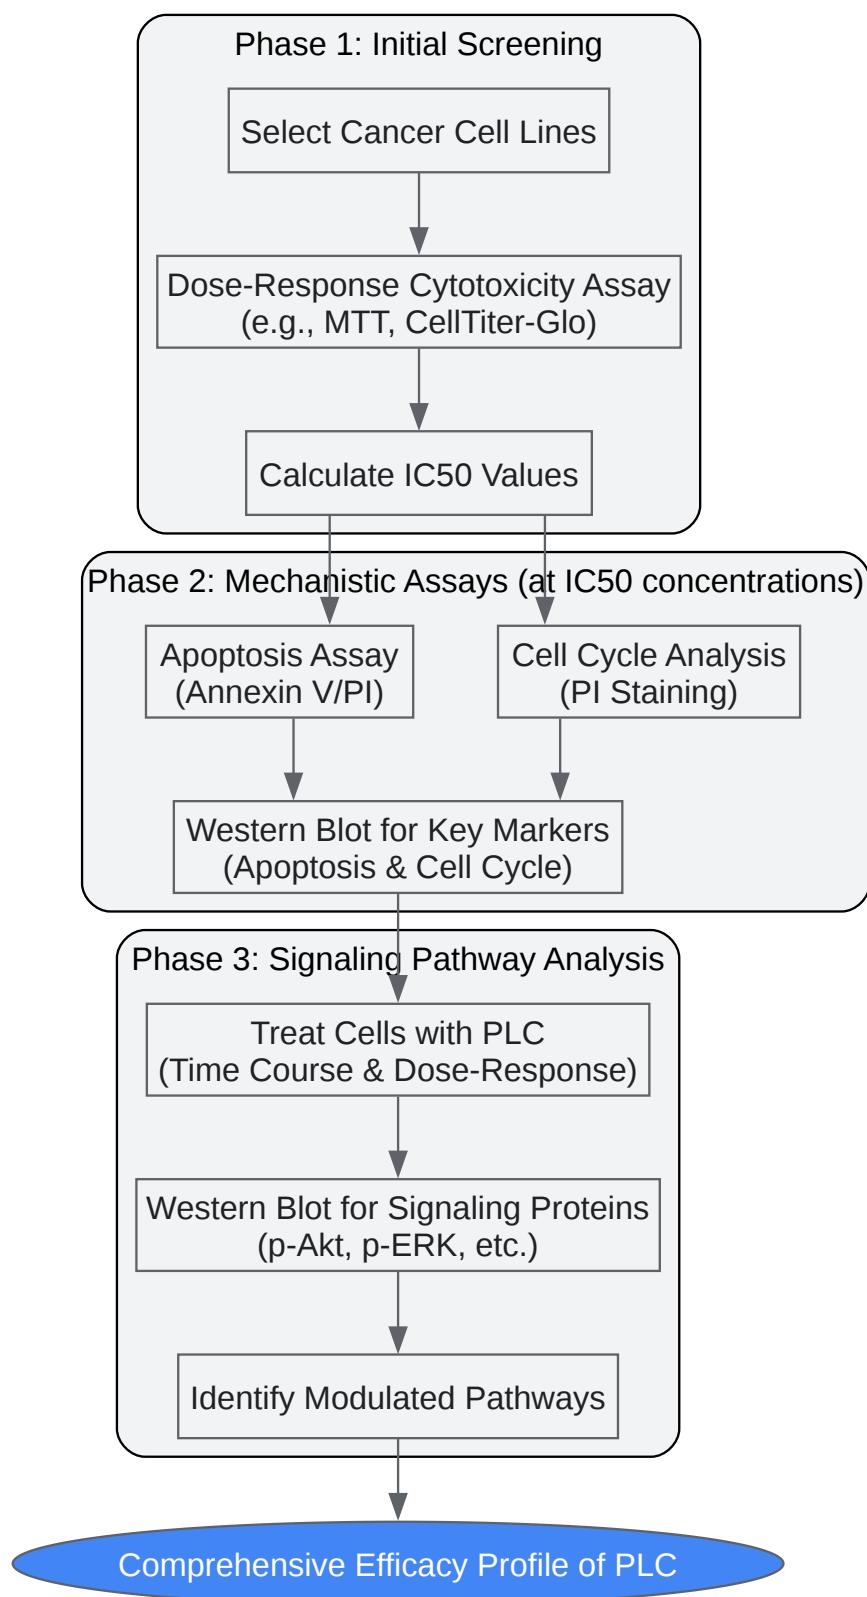 Phase 1: Initial Screening
Select Cancer Cell Lines
Dose-Response Cytotoxicity Assay
(e.g., MTT, CellTiter-Glo)
Calculate IC50 Values
Phase 2: Mechanistic Assays (at IC50 concentrations)
Apoptosis Assay
(Annexin V/PI)
Cell Cycle Analysis
(PI Staining)
Western Blot for Key Markers
(Apoptosis & Cell Cycle)
Phase 3: Signaling Pathway Analysis
Treat Cells with PLC
(Time Course & Dose-Response)
Western Blot for Signaling Proteins
(p-Akt, p-ERK, etc.)
Identify Modulated Pathways
Comprehensive Efficacy Profile of PLC